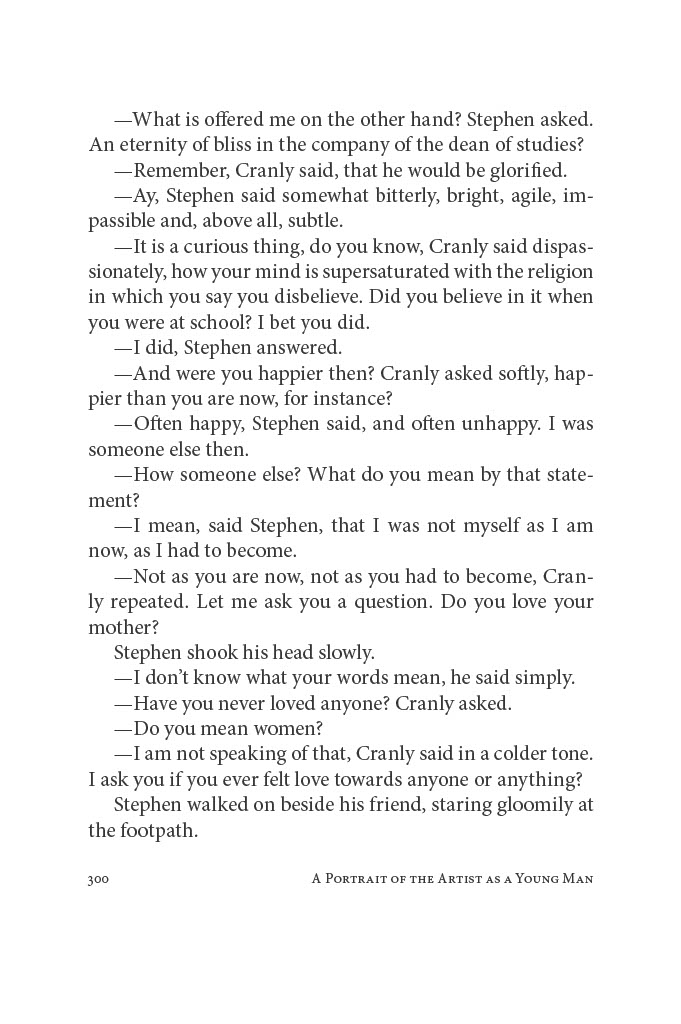 —What is offered me on the other hand? Stephen asked.
An eternity of bliss in the company of the dean of studies?
—Remember, Cranly said, that he would be glorified.
—Ay, Stephen said somewhat bitterly, bright, agile, im-
passible and, above all, subtle.
—It is a curious thing, do you know, Cranly said dispas-
sionately, how your mind is supersaturated with the religion
in which you say you disbelieve. Did you believe in it when
you were at school? I bet you did.
—I did, Stephen answered.
—And were you happier then? Cranly asked softly, hap-
pier than you are now, for instance?
—Often happy, Stephen said, and often unhappy. I was
someone else then.
—How someone else? What do you mean by that state-
ment?
—I mean, said Stephen, that I was not myself as I am
now, as I had to become.
—Not as you are now, not as you had to become, Cran-
ly repeated. Let me ask you a question. Do you love your
mother?
Stephen shook his head slowly.
—I don’t know what your words mean, he said simply.
—Have you never loved anyone? Cranly asked.
—Do you mean women?
—I am not speaking of that, Cranly said in a colder tone.
I ask you if you ever felt love towards anyone or anything?
Stephen walked on beside his friend, staring gloomily at
the footpath.
300 A Portrait of the Artist as a Young Man